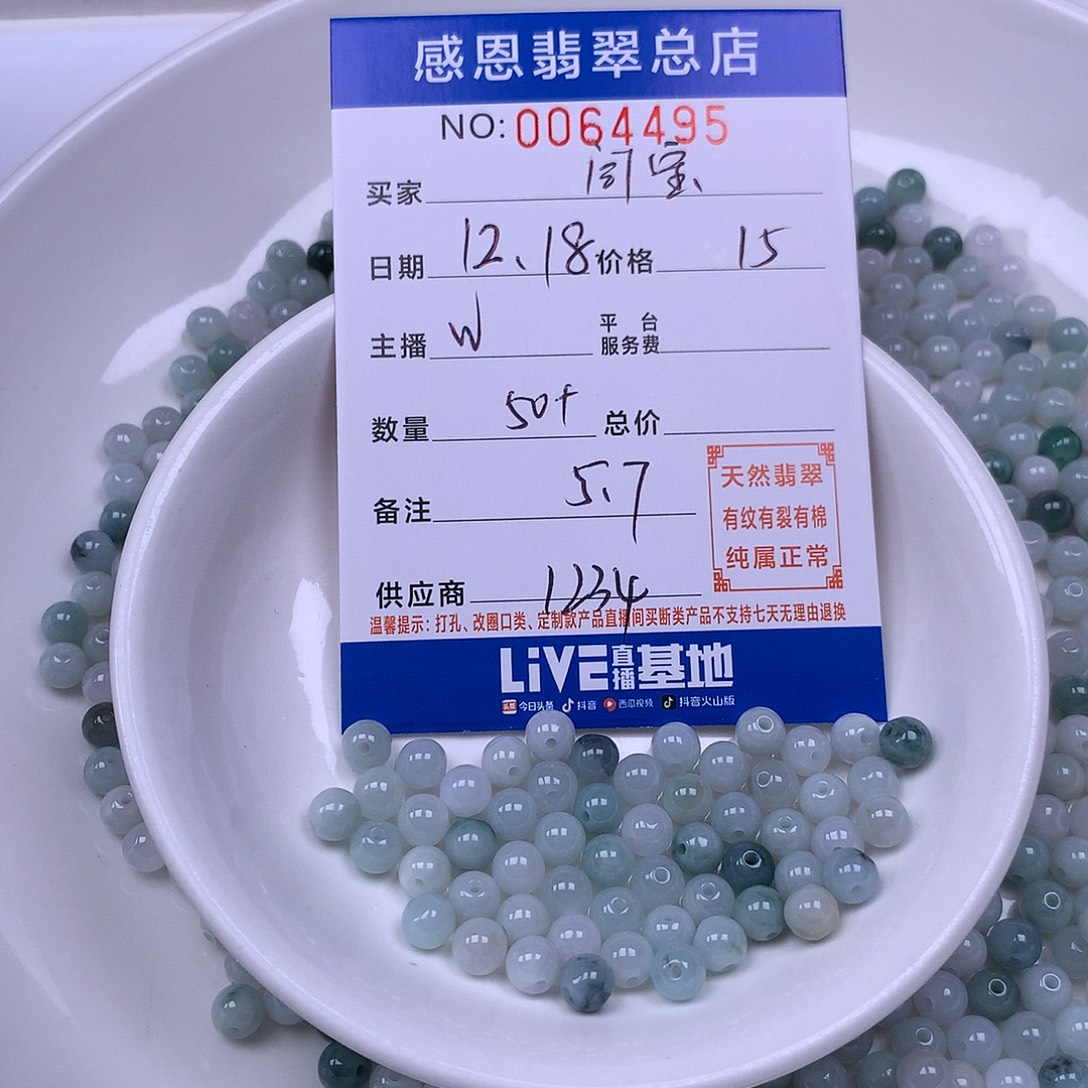 感恩翡翠总店
NO:0064495
买家 闫宝
日期 12、18 价格 15
主播 W 平台服务费
数量 50+ 总价
备注 5、7
天然翡翠
有纹有裂有棉
纯属正常
供应商 1234
温馨提示：打孔、改圈口类、定制款产品直播间买断类产品不支持七天无理由退换
LiVE直播基地
头条 今日头条 抖音 西瓜视频 抖音火山版